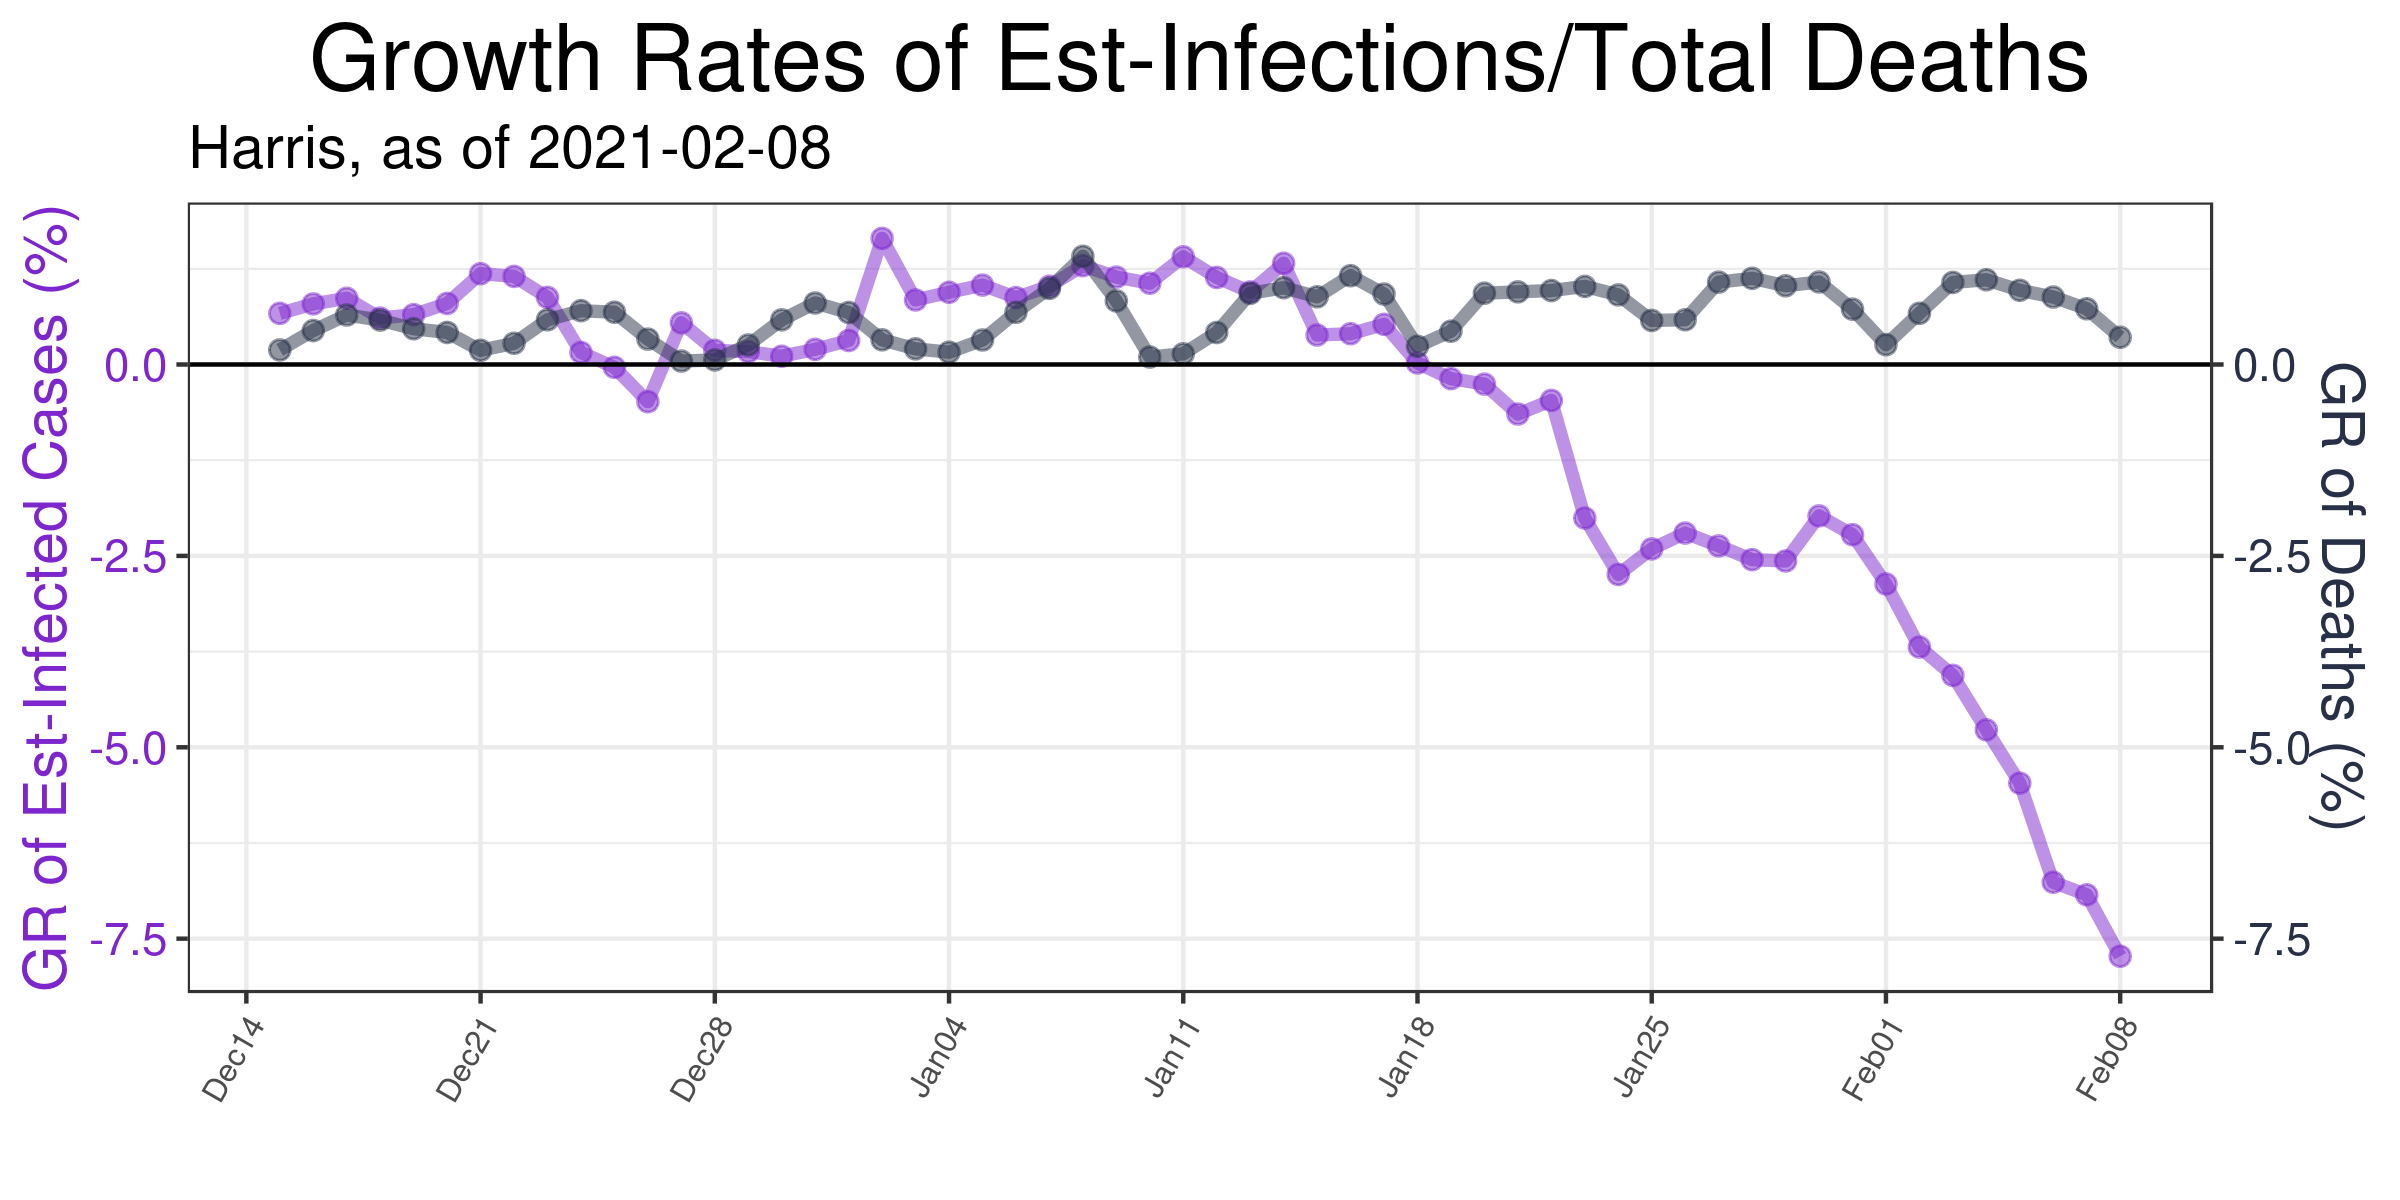 Growth Rates of Est-Infections/Total Deaths
Harris, as of 2021-02-08
GR of Est-Infected Cases (%)
0.0
-2.5
-5.0
-7.5
0.0
-2.5
-5.0
-7.5
GR of Deaths (%)
Dec14
Dec21
Dec28
Jan04
Jan11
Jan18
Jan25
Feb01
Feb08